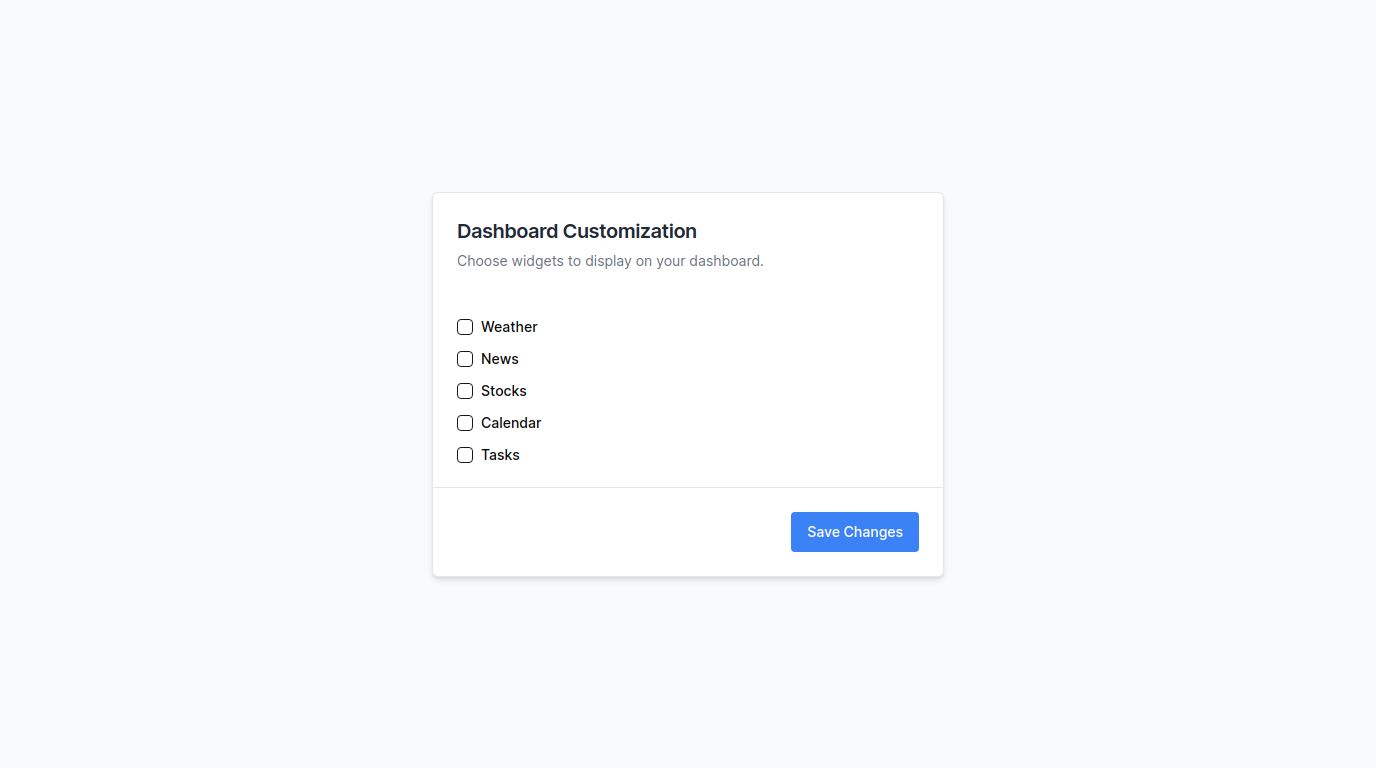 Dashboard Customization
Choose widgets to display on your dashboard.
Weather
News
Stocks
Calendar
Tasks
Save Changes